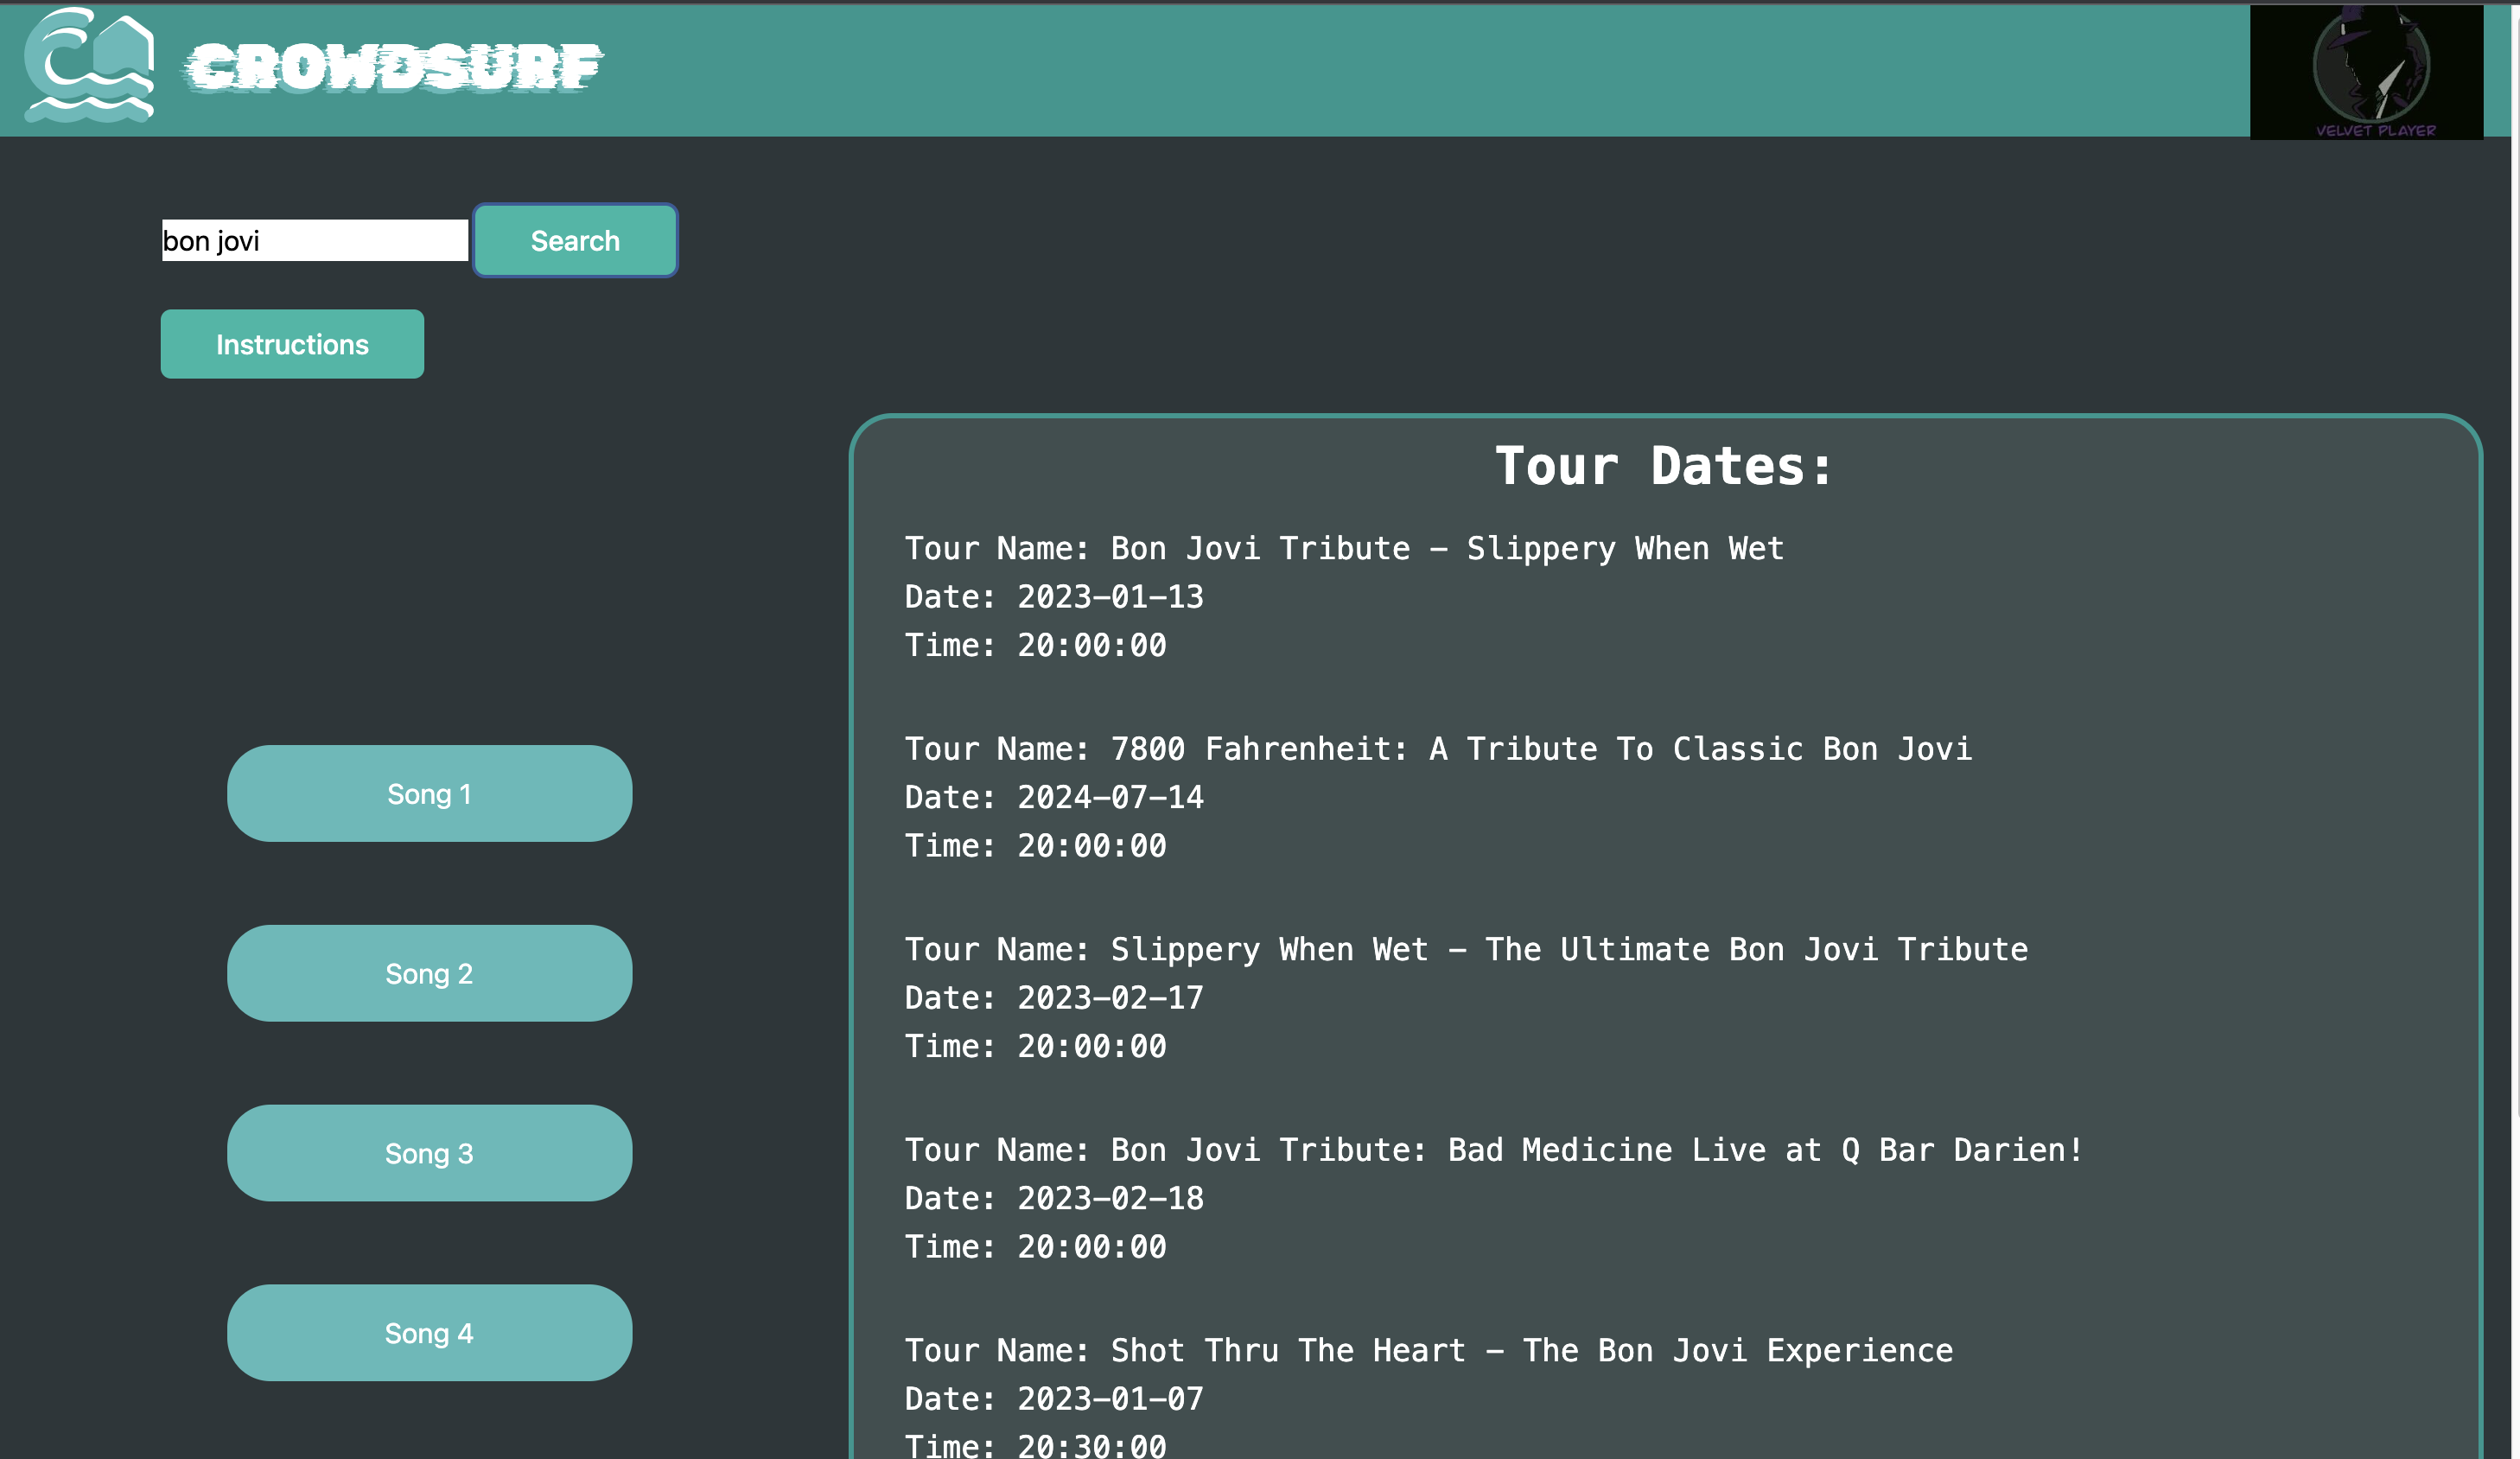 CROWDSURF
VELVET PLAYER
bon jovi
Search
Instructions
Tour Dates:
Tour Name: Bon Jovi Tribute - Slippery When Wet
Date: 2023-01-13
Time: 20:00:00
Tour Name: 7800 Fahrenheit: A Tribute To Classic Bon Jovi
Date: 2024-07-14
Time: 20:00:00
Tour Name: Slippery When Wet - The Ultimate Bon Jovi Tribute
Date: 2023-02-17
Time: 20:00:00
Tour Name: Bon Jovi Tribute: Bad Medicine Live at Q Bar Darien!
Date: 2023-02-18
Time: 20:00:00
Tour Name: Shot Thru The Heart - The Bon Jovi Experience
Date: 2023-01-07
Time: 20:30:00
Song 1
Song 2
Song 3
Song 4